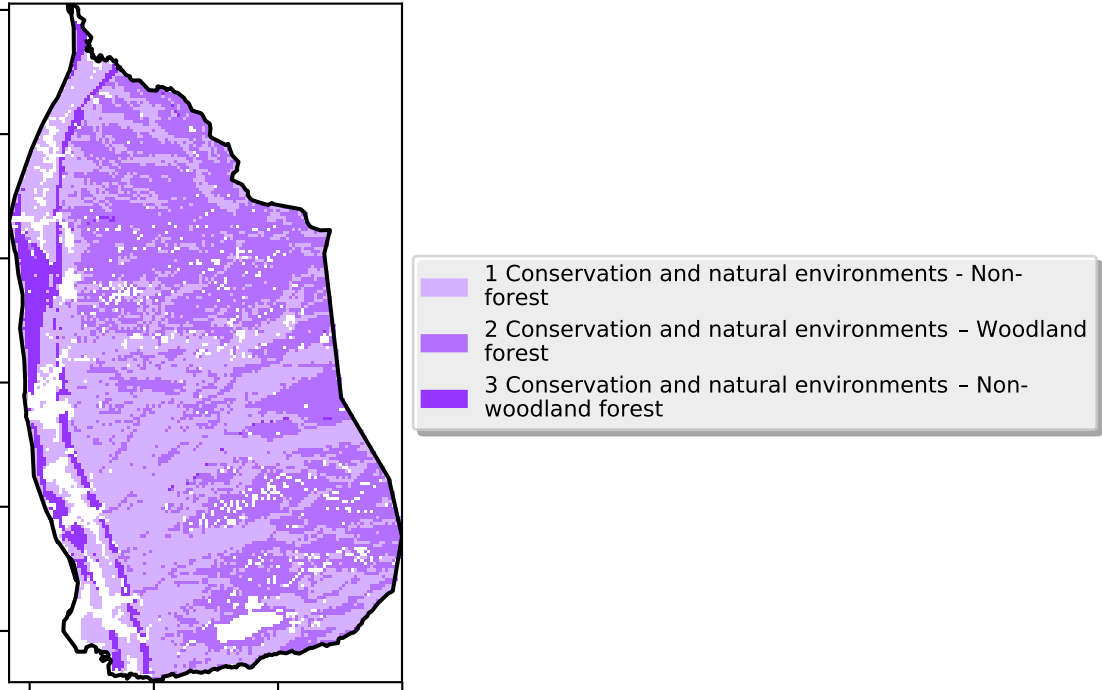 1 Conservation and natural environments - Non-
forest
2 Conservation and natural environments – Woodland
forest
3 Conservation and natural environments – Non-
woodland forest